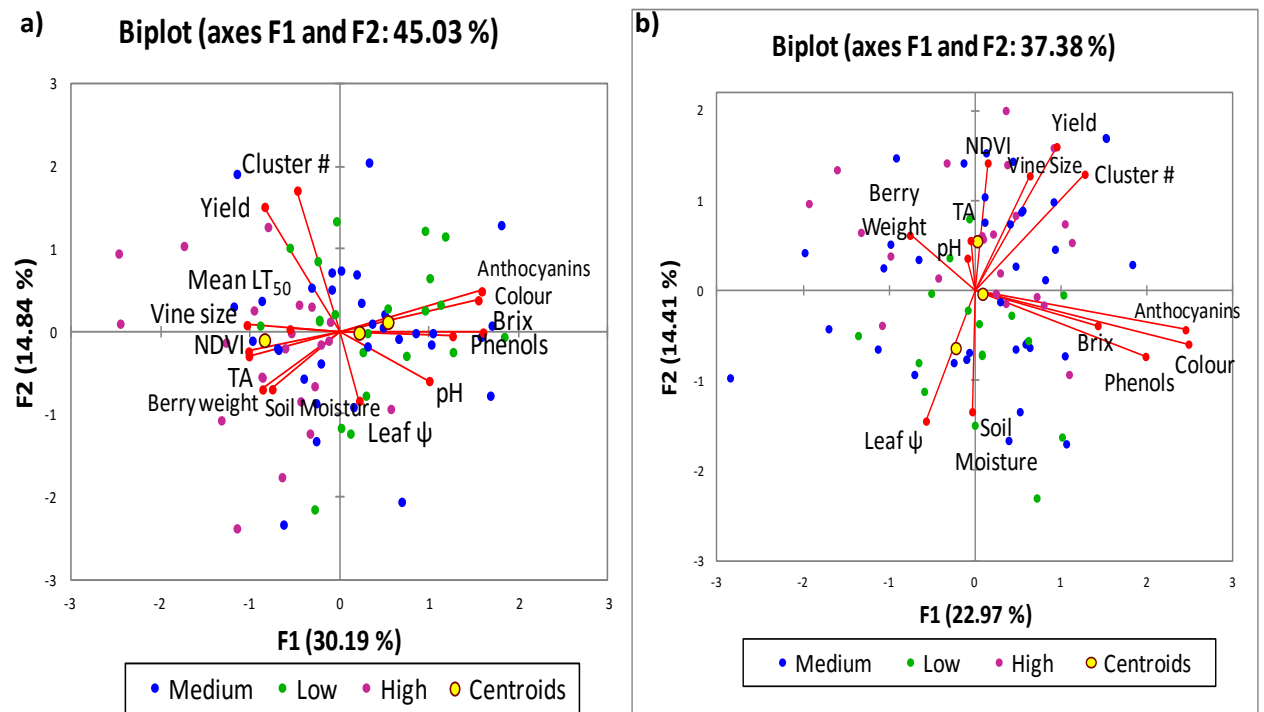 a)
Biplot (axes F1 and F2: 45.03 %)
3
2
1
0
-1
-2
-3
-3
-2
-1
0
1
2
3
F2 (14.84 %)
F1 (30.19 %)
Cluster #
Yield
Mean LT50
Vine size
NDVI
TA
Berry weight
Soil Moisture
Leaf ψ
pH
Anthocyanins
Colour
Brix
Phenols
Medium
Low
High
Centroids
b)
Biplot (axes F1 and F2: 37.38 %)
2
1
0
-1
-2
-3
-3
-2
-1
0
1
2
3
F2 (14.41 %)
F1 (22.97 %)
Yield
NDVI
Vine Size
Cluster #
Berry
Weight
TA
pH
Anthocyanins
Brix
Colour
Phenols
Leaf ψ
Soil
Moisture
Medium
Low
High
Centroids